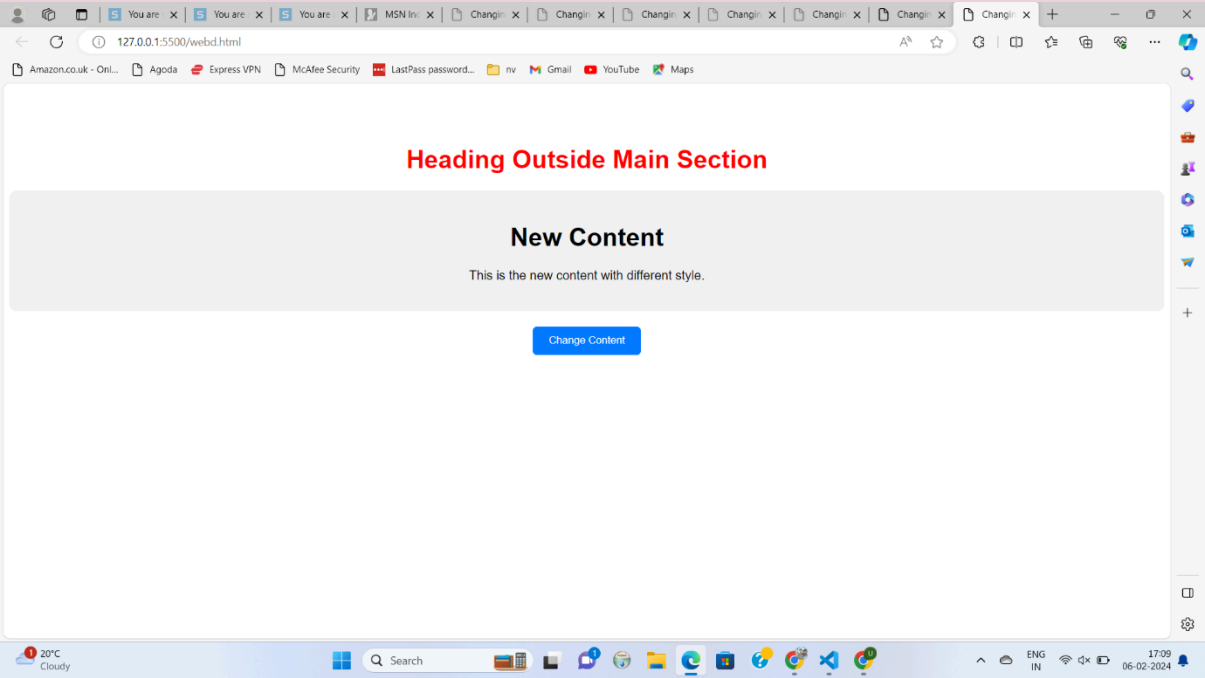 You are
You are
You are
MSN In
Changin
Changin
Changin
Changin
Changin
Changin
Changin
127.0.0.1:5500/webd.html
Amazon.co.uk - Onl...
Agoda
Express VPN
McAfee Security
LastPass password...
nv
Gmail
YouTube
Maps
Heading Outside Main Section
New Content
This is the new content with different style.
Change Content
1
20°C
Cloudy
Search
1
ENG
IN
17:09
06-02-2024